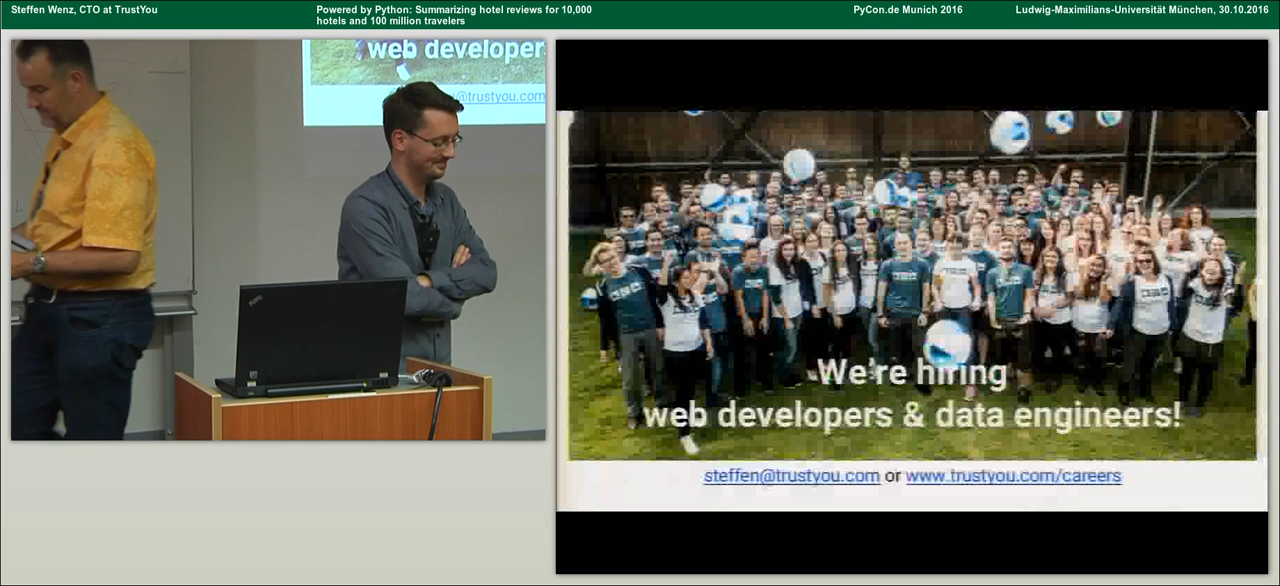 Steffen Wenz, CTO at TrustYou
Powered by Python: Summarizing hotel reviews for 10,000
hotels and 100 million travelers
PyCon.de Munich 2016
Ludwig-Maximilians-Universität München, 30.10.2016
web developer
@trustyou.com
ThinkPad
We're hiring
web developers & data engineers!
steffen@trustyou.com or www.trustyou.com/careers